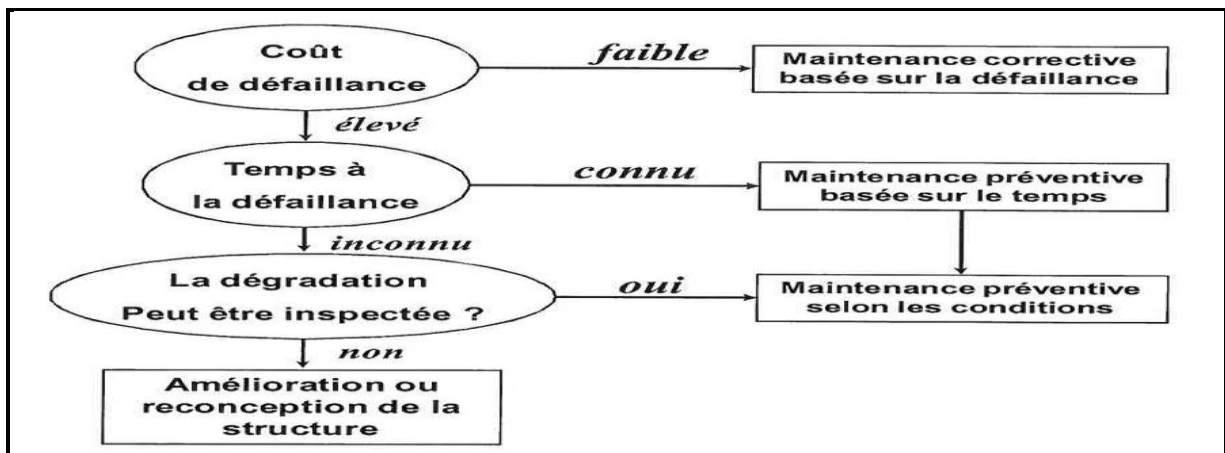 Coût
de défaillance
faible
Maintenance corrective
basée sur la défaillance
élevé
Temps à
la défaillance
connu
Maintenance préventive
basée sur le temps
inconnu
La dégradation
Peut être inspectée ?
oui
Maintenance préventive
selon les conditions
non
Amélioration ou
reconception de la
structure